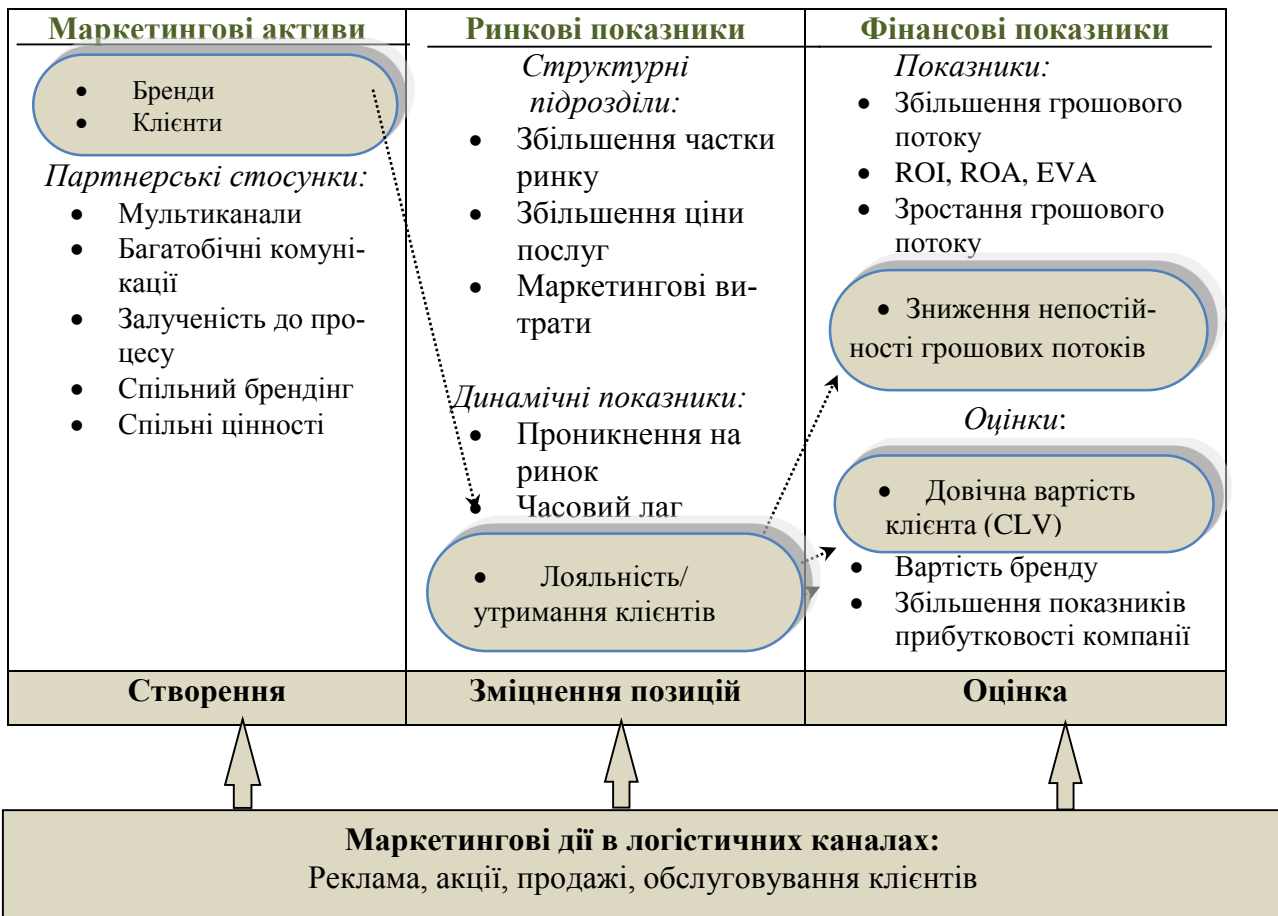 Маркетингові активи
• Бренди
• Клієнти
Партнерські стосунки:
• Мультиканали
• Багатобічні комуні-
кації
• Залученість до про-
цесу
• Спільний брендінг
• Спільні цінності
Створення
Ринкові показники
Структурні
підрозділи:
• Збільшення частки
ринку
• Збільшення ціни
послуг
• Маркетингові ви-
трати
Динамічні показники:
• Проникнення на
ринок
• Часовий лаг
• Лояльність/
утримання клієнтів
Зміцнення позицій
Фінансові показники
Показники:
• Збільшення грошового
потоку
• ROI, ROA, EVA
• Зростання грошового
потоку
• Зниження непостій-
ності грошових потоків
Оцінки:
• Довічна вартість
клієнта (CLV)
• Вартість бренду
• Збільшення показників
прибутковості компанії
Оцінка
Маркетингові дії в логістичних каналах:
Реклама, акції, продажі, обслуговування клієнтів